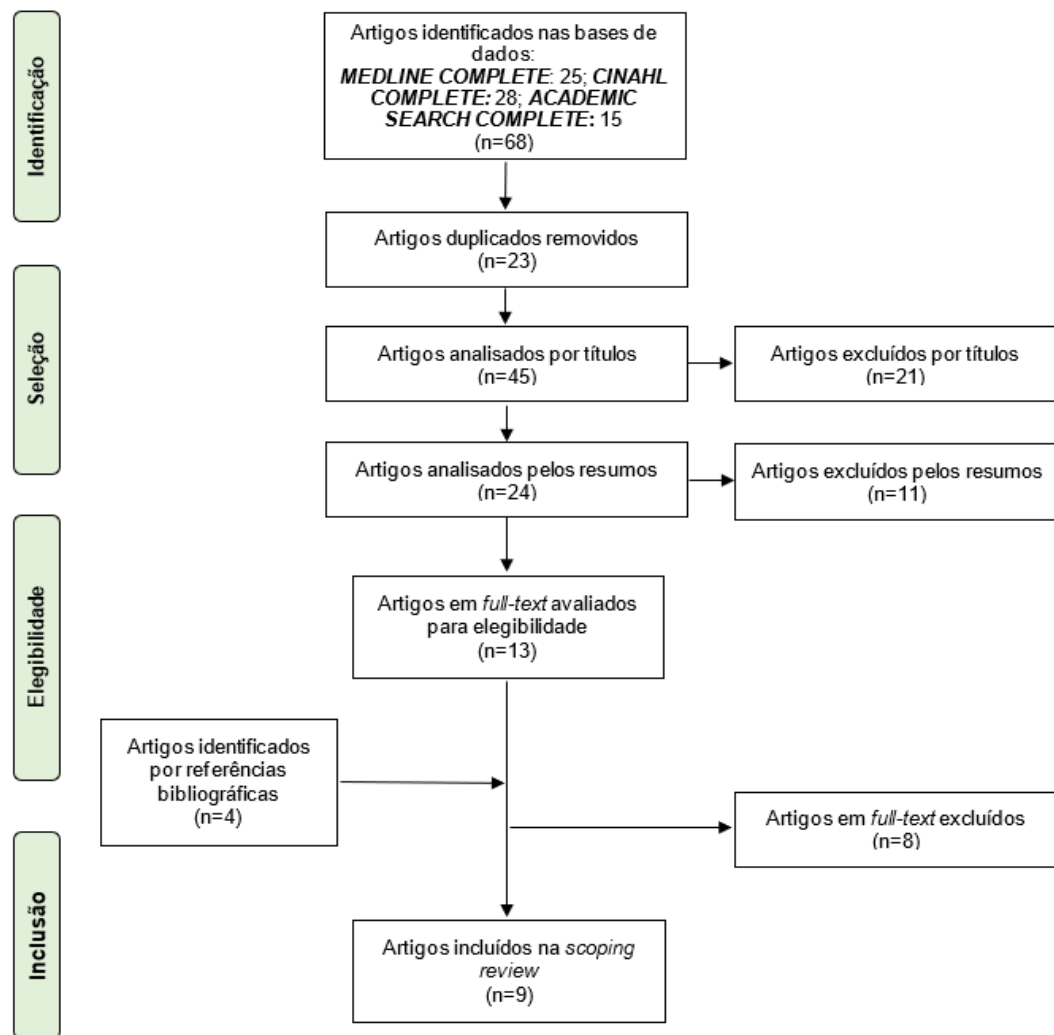 Identificação
Artigos identificados nas bases de
dados:
MEDLINE COMPLETE: 25; CINAHL
COMPLETE: 28; ACADEMIC
SEARCH COMPLETE: 15
(n=68)
Artigos duplicados removidos
(n=23)
Seleção
Artigos analisados por títulos
(n=45)
Artigos excluídos por títulos
(n=21)
Artigos analisados pelos resumos
(n=24)
Artigos excluídos pelos resumos
(n=11)
Elegibilidade
Artigos em full-text avaliados
para elegibilidade
(n=13)
Artigos identificados
por referências
bibliográficas
(n=4)
Artigos em full-text excluídos
(n=8)
Inclusão
Artigos incluídos na scoping
review
(n=9)